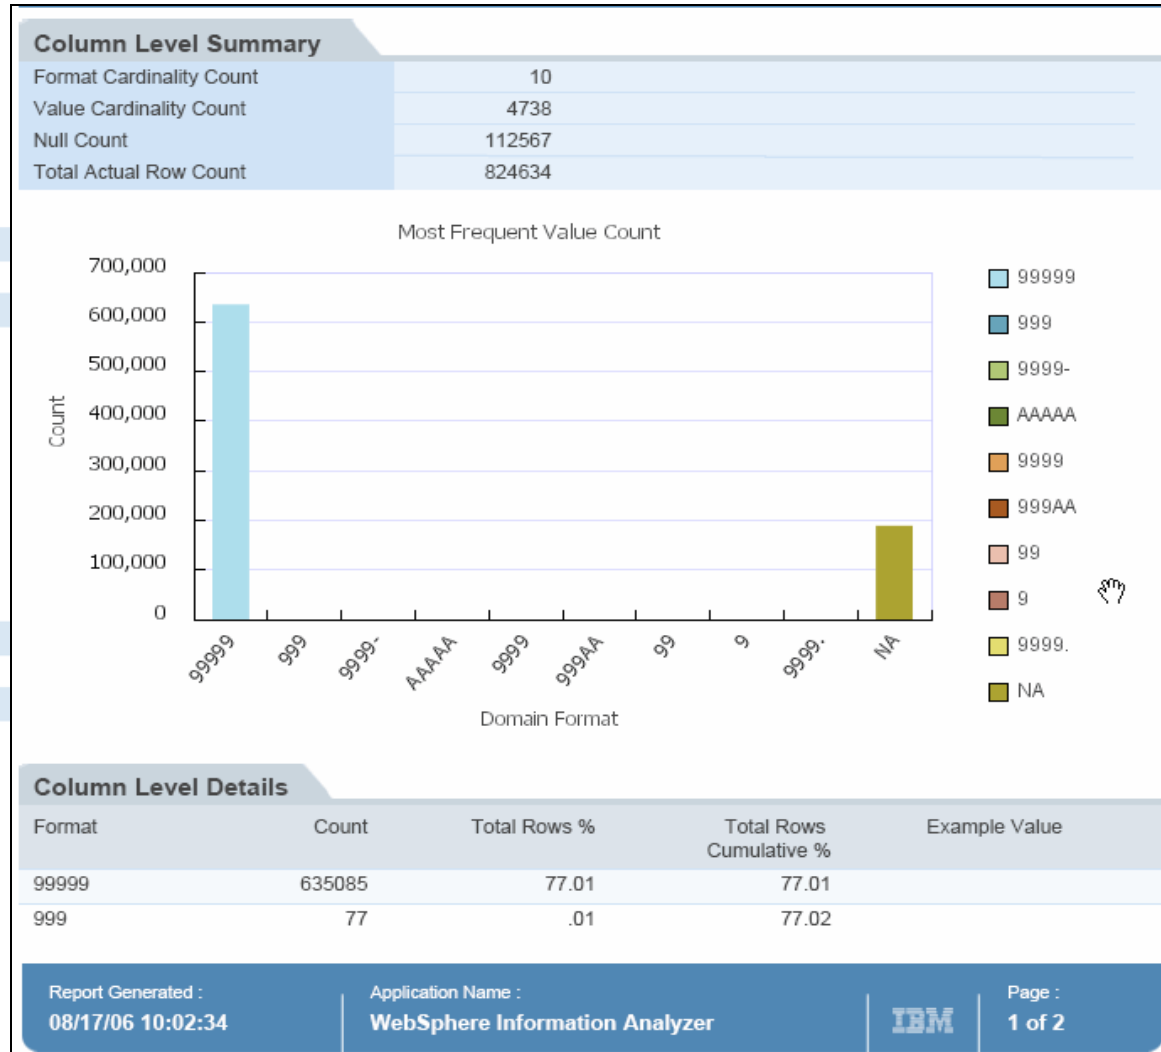 Column Level Summary
Format Cardinality Count 10
Value Cardinality Count 4738
Null Count 112567
Total Actual Row Count 824634
Most Frequent Value Count
700,000
600,000
500,000
400,000
300,000
200,000
100,000
0
Count
99999 999 9999- AAAAA 9999 999AA 99 9 9999. NA
Domain Format
99999
999
9999-
AAAAA
9999
999AA
99
9
9999.
NA
Column Level Details
Format Count Total Rows % Total Rows Example Value
Cumulative %
99999 635085 77.01 77.01
999 77 .01 77.02
Report Generated : Application Name : Page :
08/17/06 10:02:34 WebSphere Information Analyzer IBM 1 of 2